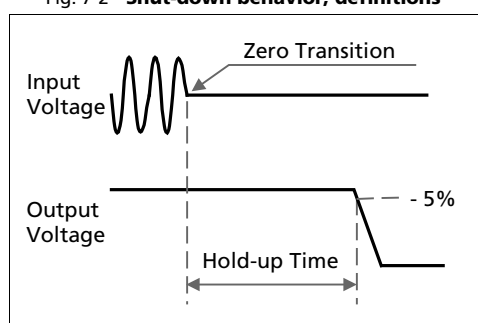 Fig. 7-2 Shut-down behavior, definitions
Zero Transition
Input
Voltage
Output
Voltage
- 5%
Hold-up Time